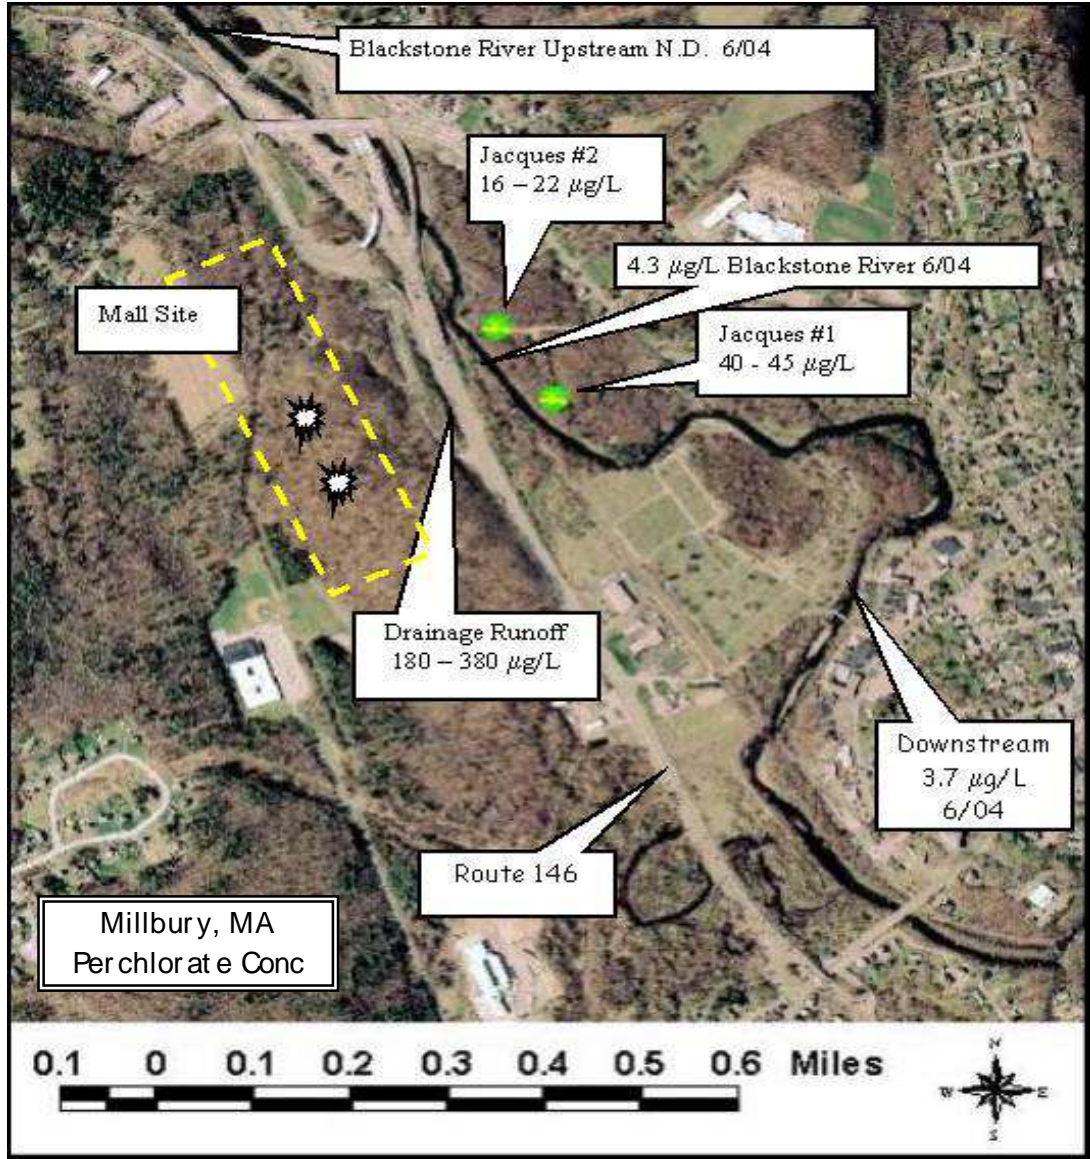 Blackstone River Upstream N.D. 6/04
Jacques #2
16 – 22 µg/L
4.3 µg/L Blackstone River 6/04
Mall Site
Jacques #1
40 - 45 µg/L
Drainage Runoff
180 – 380 µg/L
Downstream
3.7 µg/L
6/04
Route 146
Millbury, MA
Perchlorate Conc
0.1 0 0.1 0.2 0.3 0.4 0.5 0.6 Miles
N
W E
S